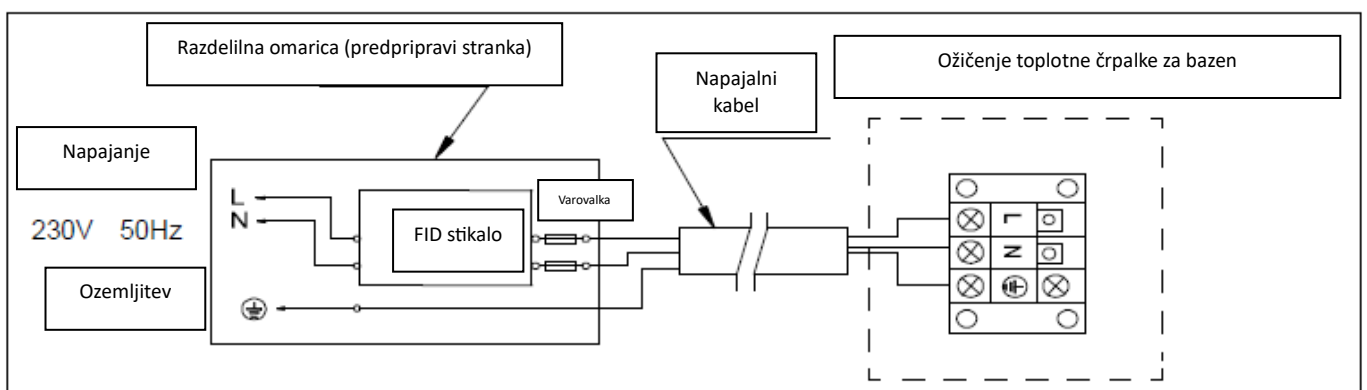 Razdelilna omarica (predpripravi stranka)
Napajalni
kabel
Ožičenje toplotne črpalke za bazen
Napajanje
230V 50Hz
Ozemljitev
L
N
FID stikalo
Varovalka
L
N